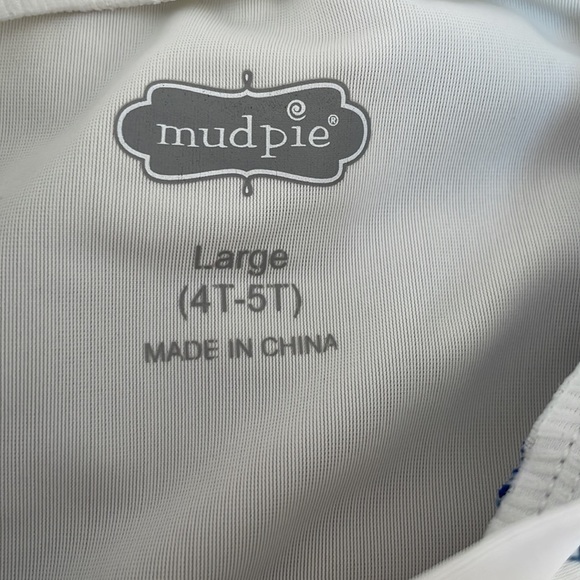 mudpie®
Large
(4T-5T)
MADE IN CHINA